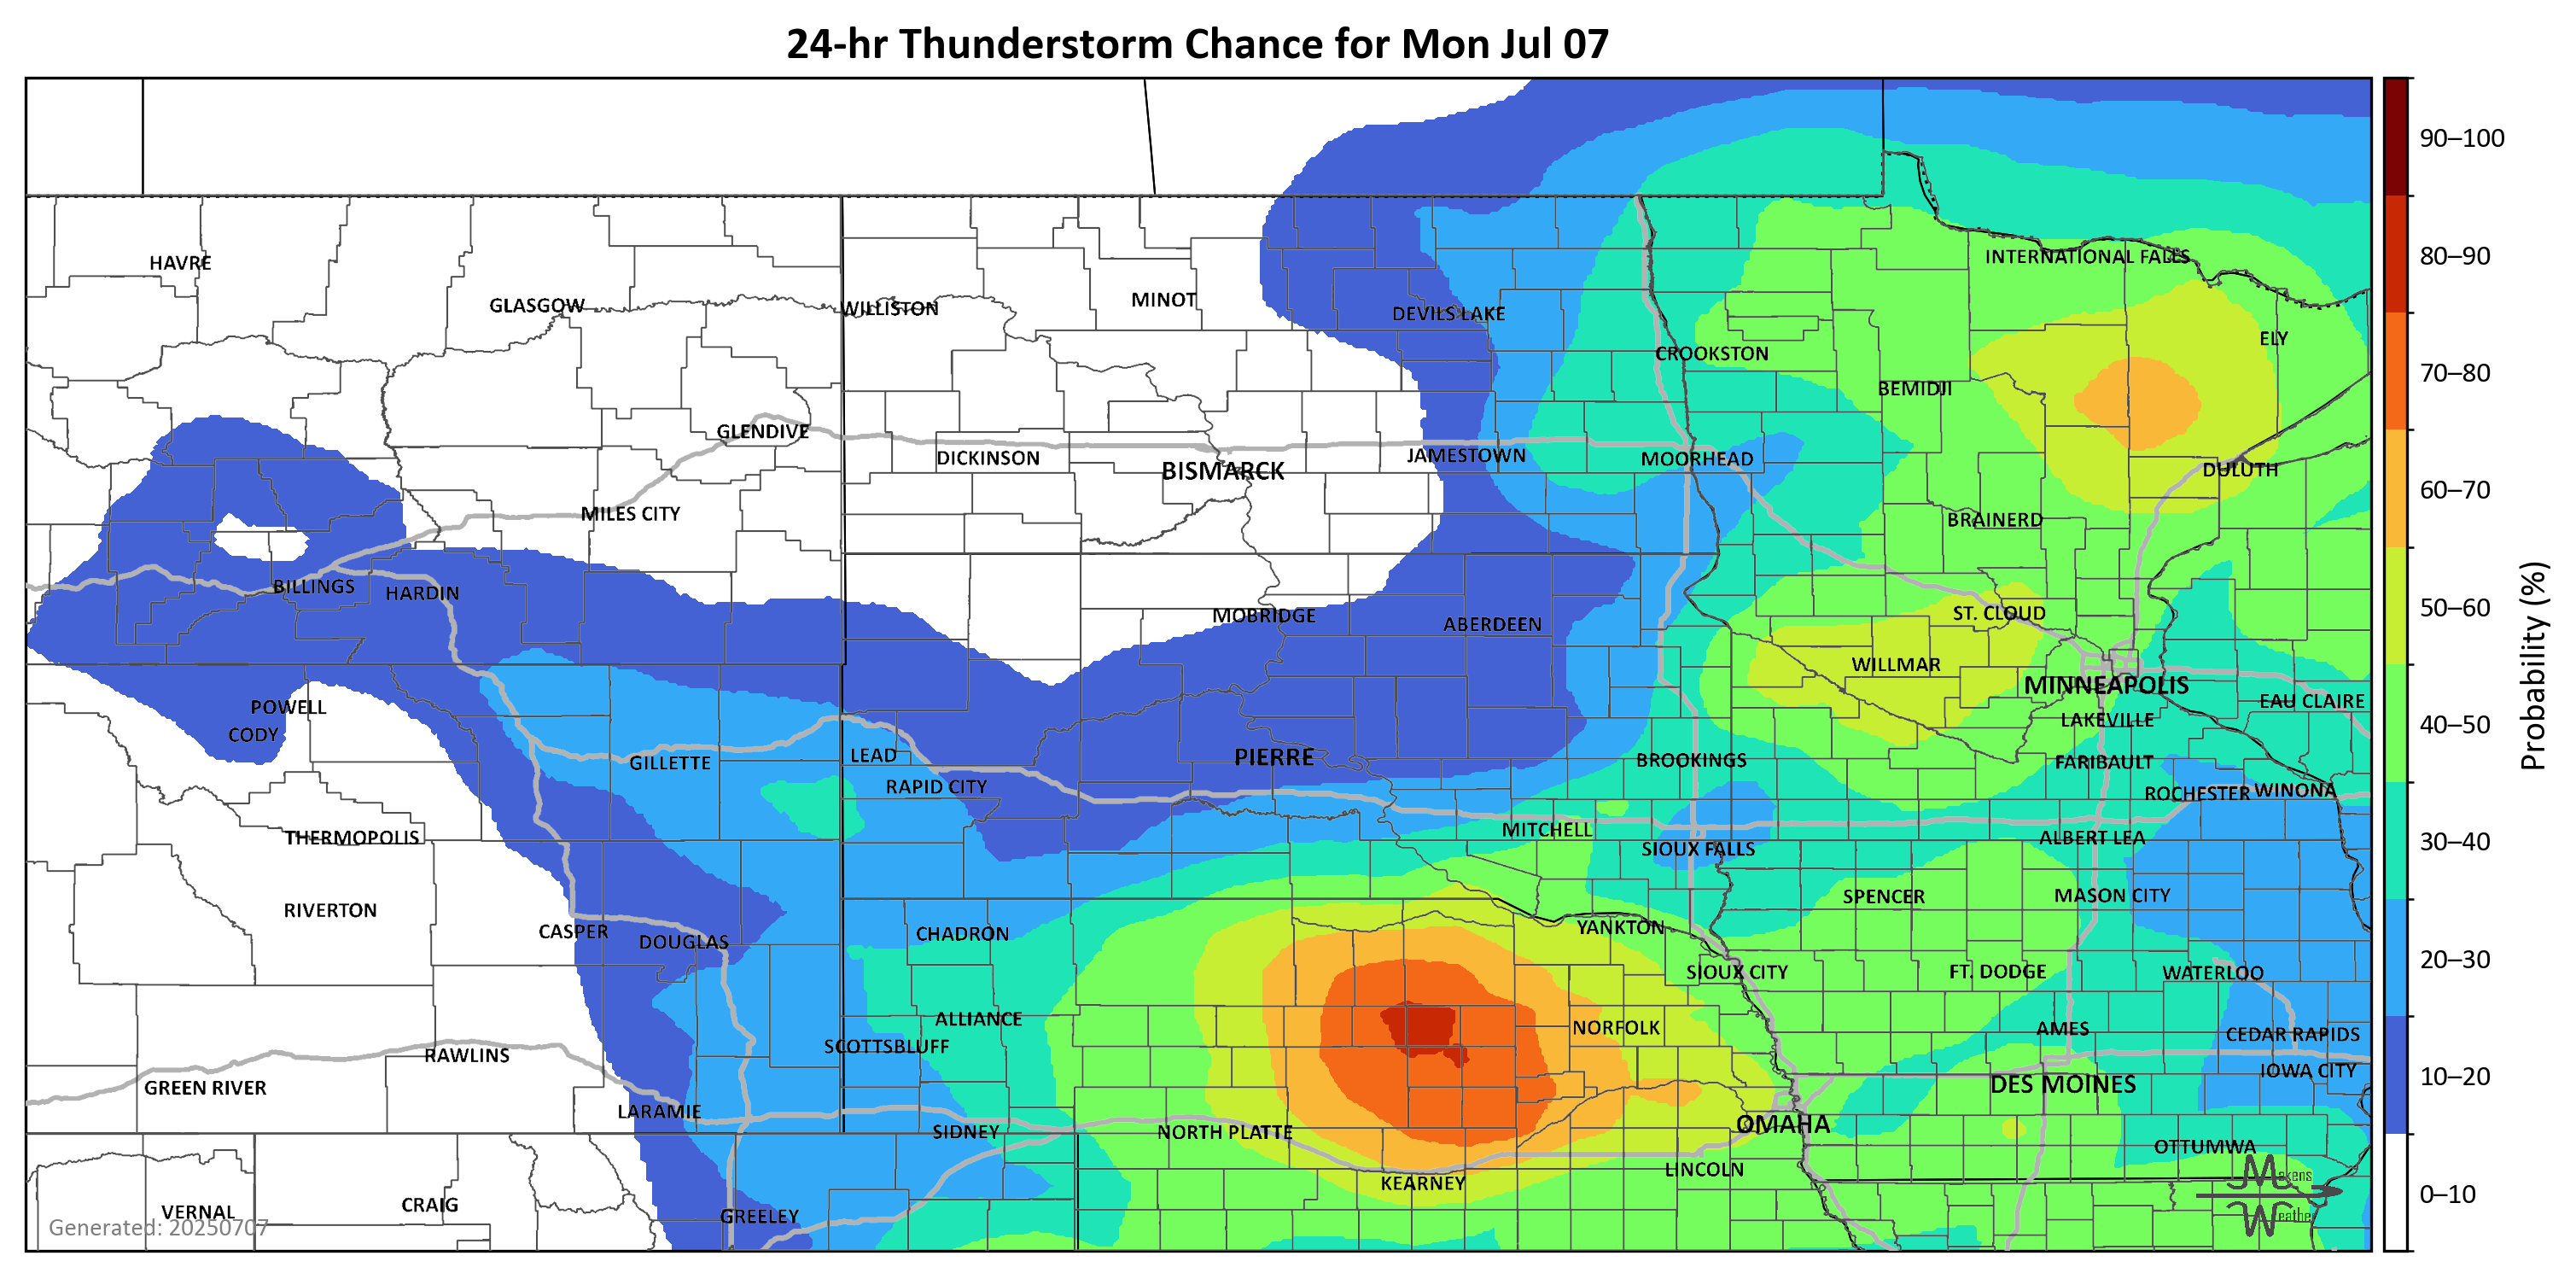 24-hr Thunderstorm Chance for Mon Jul 07
90–100
80–90
70–80
60–70
50–60
40–50
30–40
20–30
10–20
0–10
Probability (%)
HAVRE
INTERNATIONAL FALLS
GLASGOW
WILLISTON
MINOT
DEVILS LAKE
ELY
CROOKSTON
BEMIDJI
GLENDIVE
DICKINSON
BISMARCK
JAMESTOWN
MOORHEAD
DULUTH
MILES CITY
BRAINERD
BILLINGS
HARDIN
MOBRIDGE
ABERDEEN
ST. CLOUD
WILLMAR
MINNEAPOLIS
POWELL
EAU CLAIRE
CODY
LAKEVILLE
GILLETTE
LEAD
PIERRE
BROOKINGS
FARIBAULT
RAPID CITY
ROCHESTER
WINONA
THERMOPOLIS
MITCHELL
ALBERT LEA
SIOUX FALLS
RIVERTON
SPENCER
MASON CITY
CASPER
DOUGLAS
CHADRON
YANKTON
SIOUX CITY
FT. DODGE
WATERLOO
ALLIANCE
NORFOLK
AMES
CEDAR RAPIDS
SCOTTSBLUFF
RAWLINS
IOWA CITY
GREEN RIVER
DES MOINES
LARAMIE
OMAHA
SIDNEY
NORTH PLATTE
OTTUMWA
LINCOLN
KEARNEY
VERNAL
CRAIG
GREELEY
Makens
Weather
Generated: 20250707